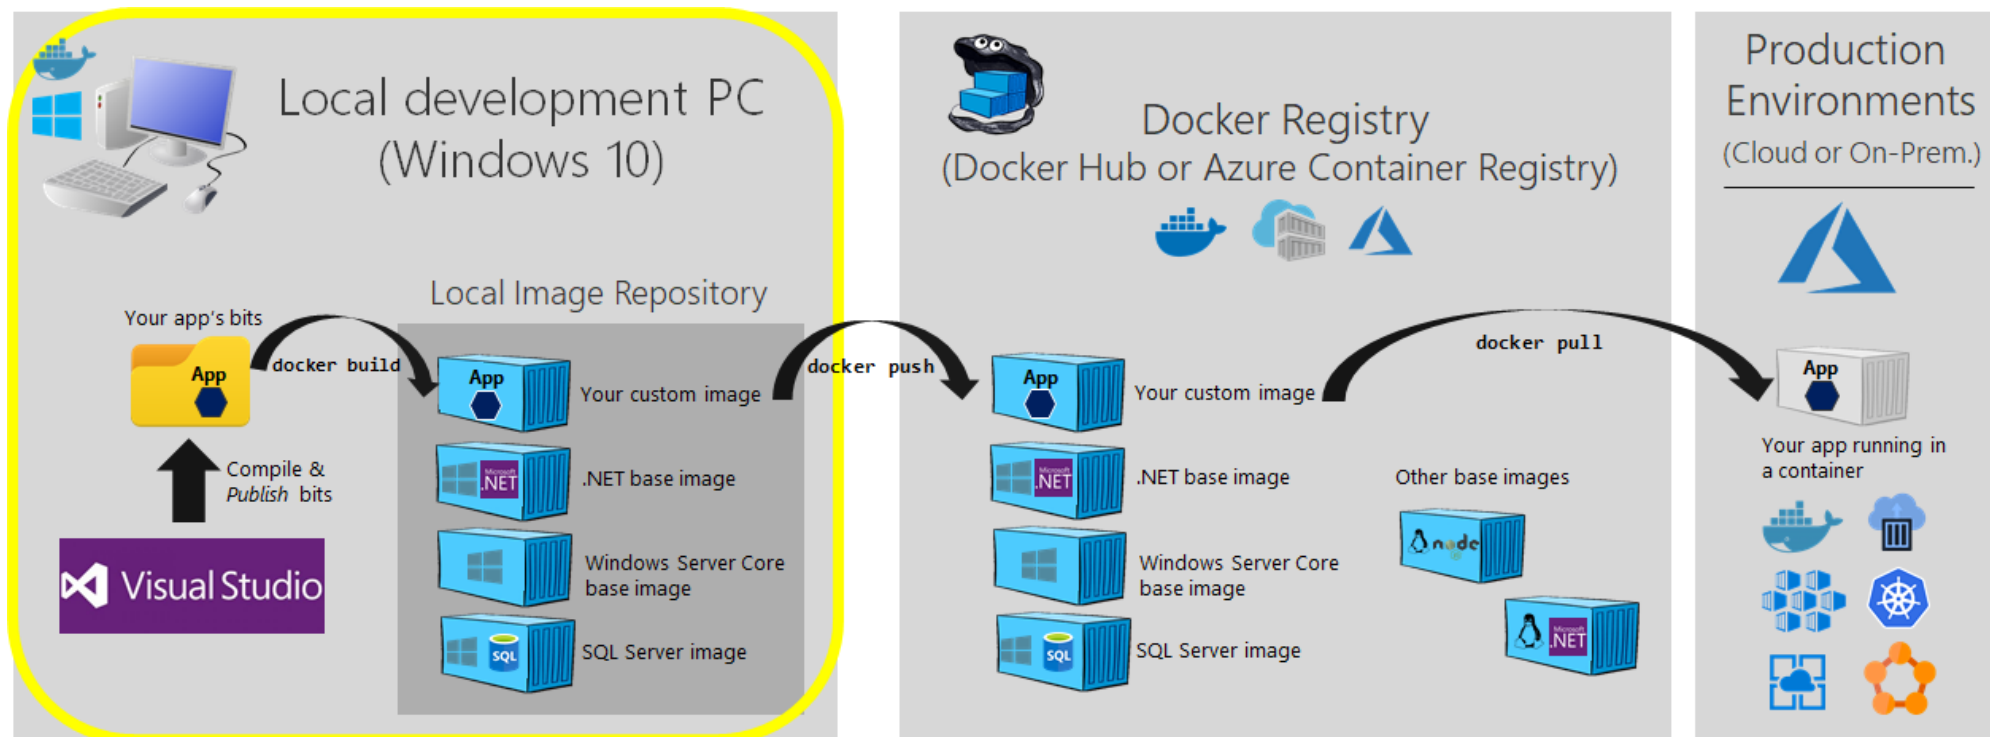 Local development PC
(Windows 10)
Local Image Repository
Your app's bits
App
docker build
App
Your custom image
Compile &
Publish bits
Microsoft
.NET
.NET base image
Visual Studio
Windows Server Core
base image
SQL
SQL Server image
docker push
Docker Registry
(Docker Hub or Azure Container Registry)
App
Your custom image
Microsoft
.NET
.NET base image
Windows Server Core
base image
SQL
SQL Server image
Other base images
node
Microsoft
.NET
docker pull
Production
Environments
(Cloud or On-Prem.)
App
Your app running in
a container